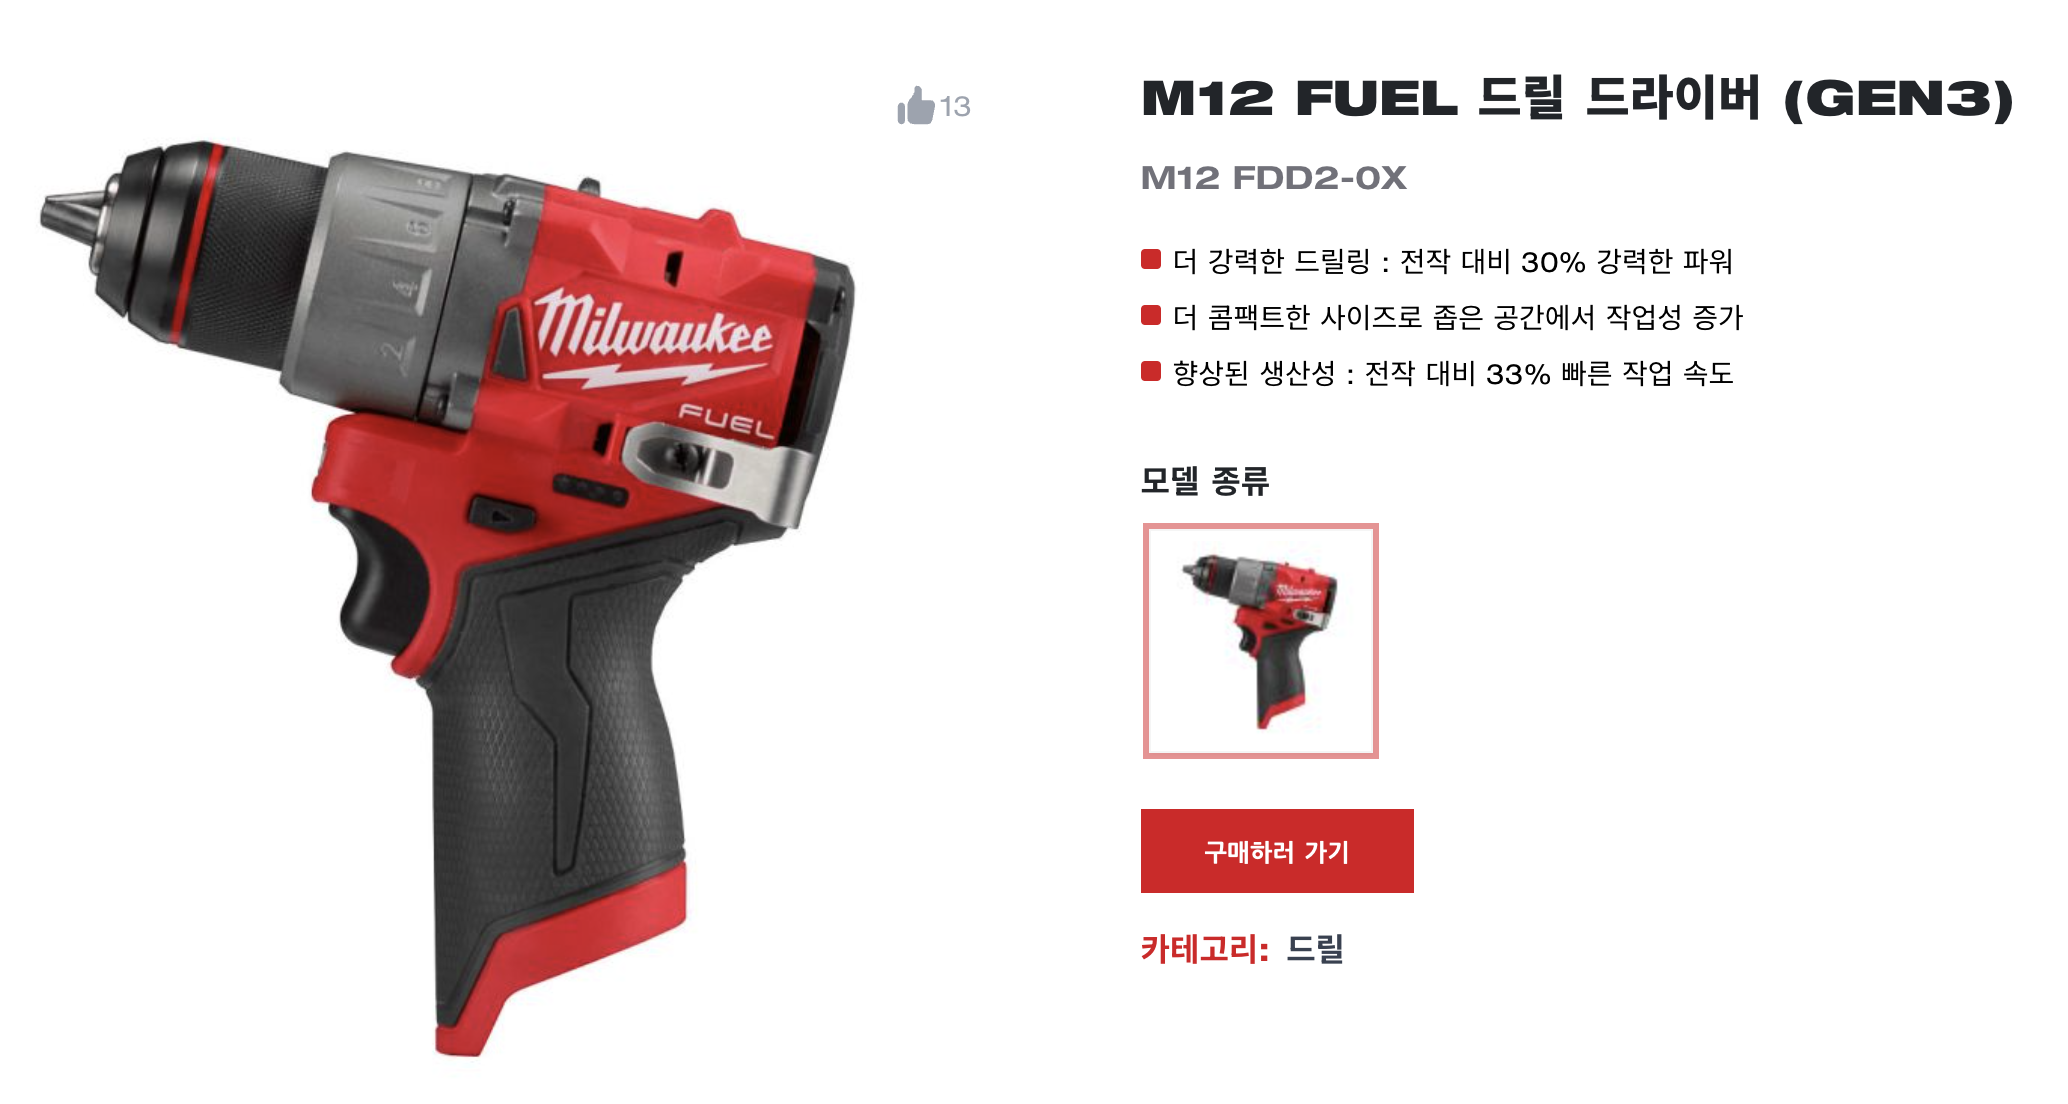 13
M12 FUEL 드릴 드라이버 (GEN3)
M12 FDD2-0X
더 강력한 드릴링 : 전작 대비 30% 강력한 파워
더 콤팩트한 사이즈로 좁은 공간에서 작업성 증가
향상된 생산성 : 전작 대비 33% 빠른 작업 속도
Milwaukee
FUEL
2
4
6
모델 종류
Milwaukee
구매하러 가기
카테고리: 드릴